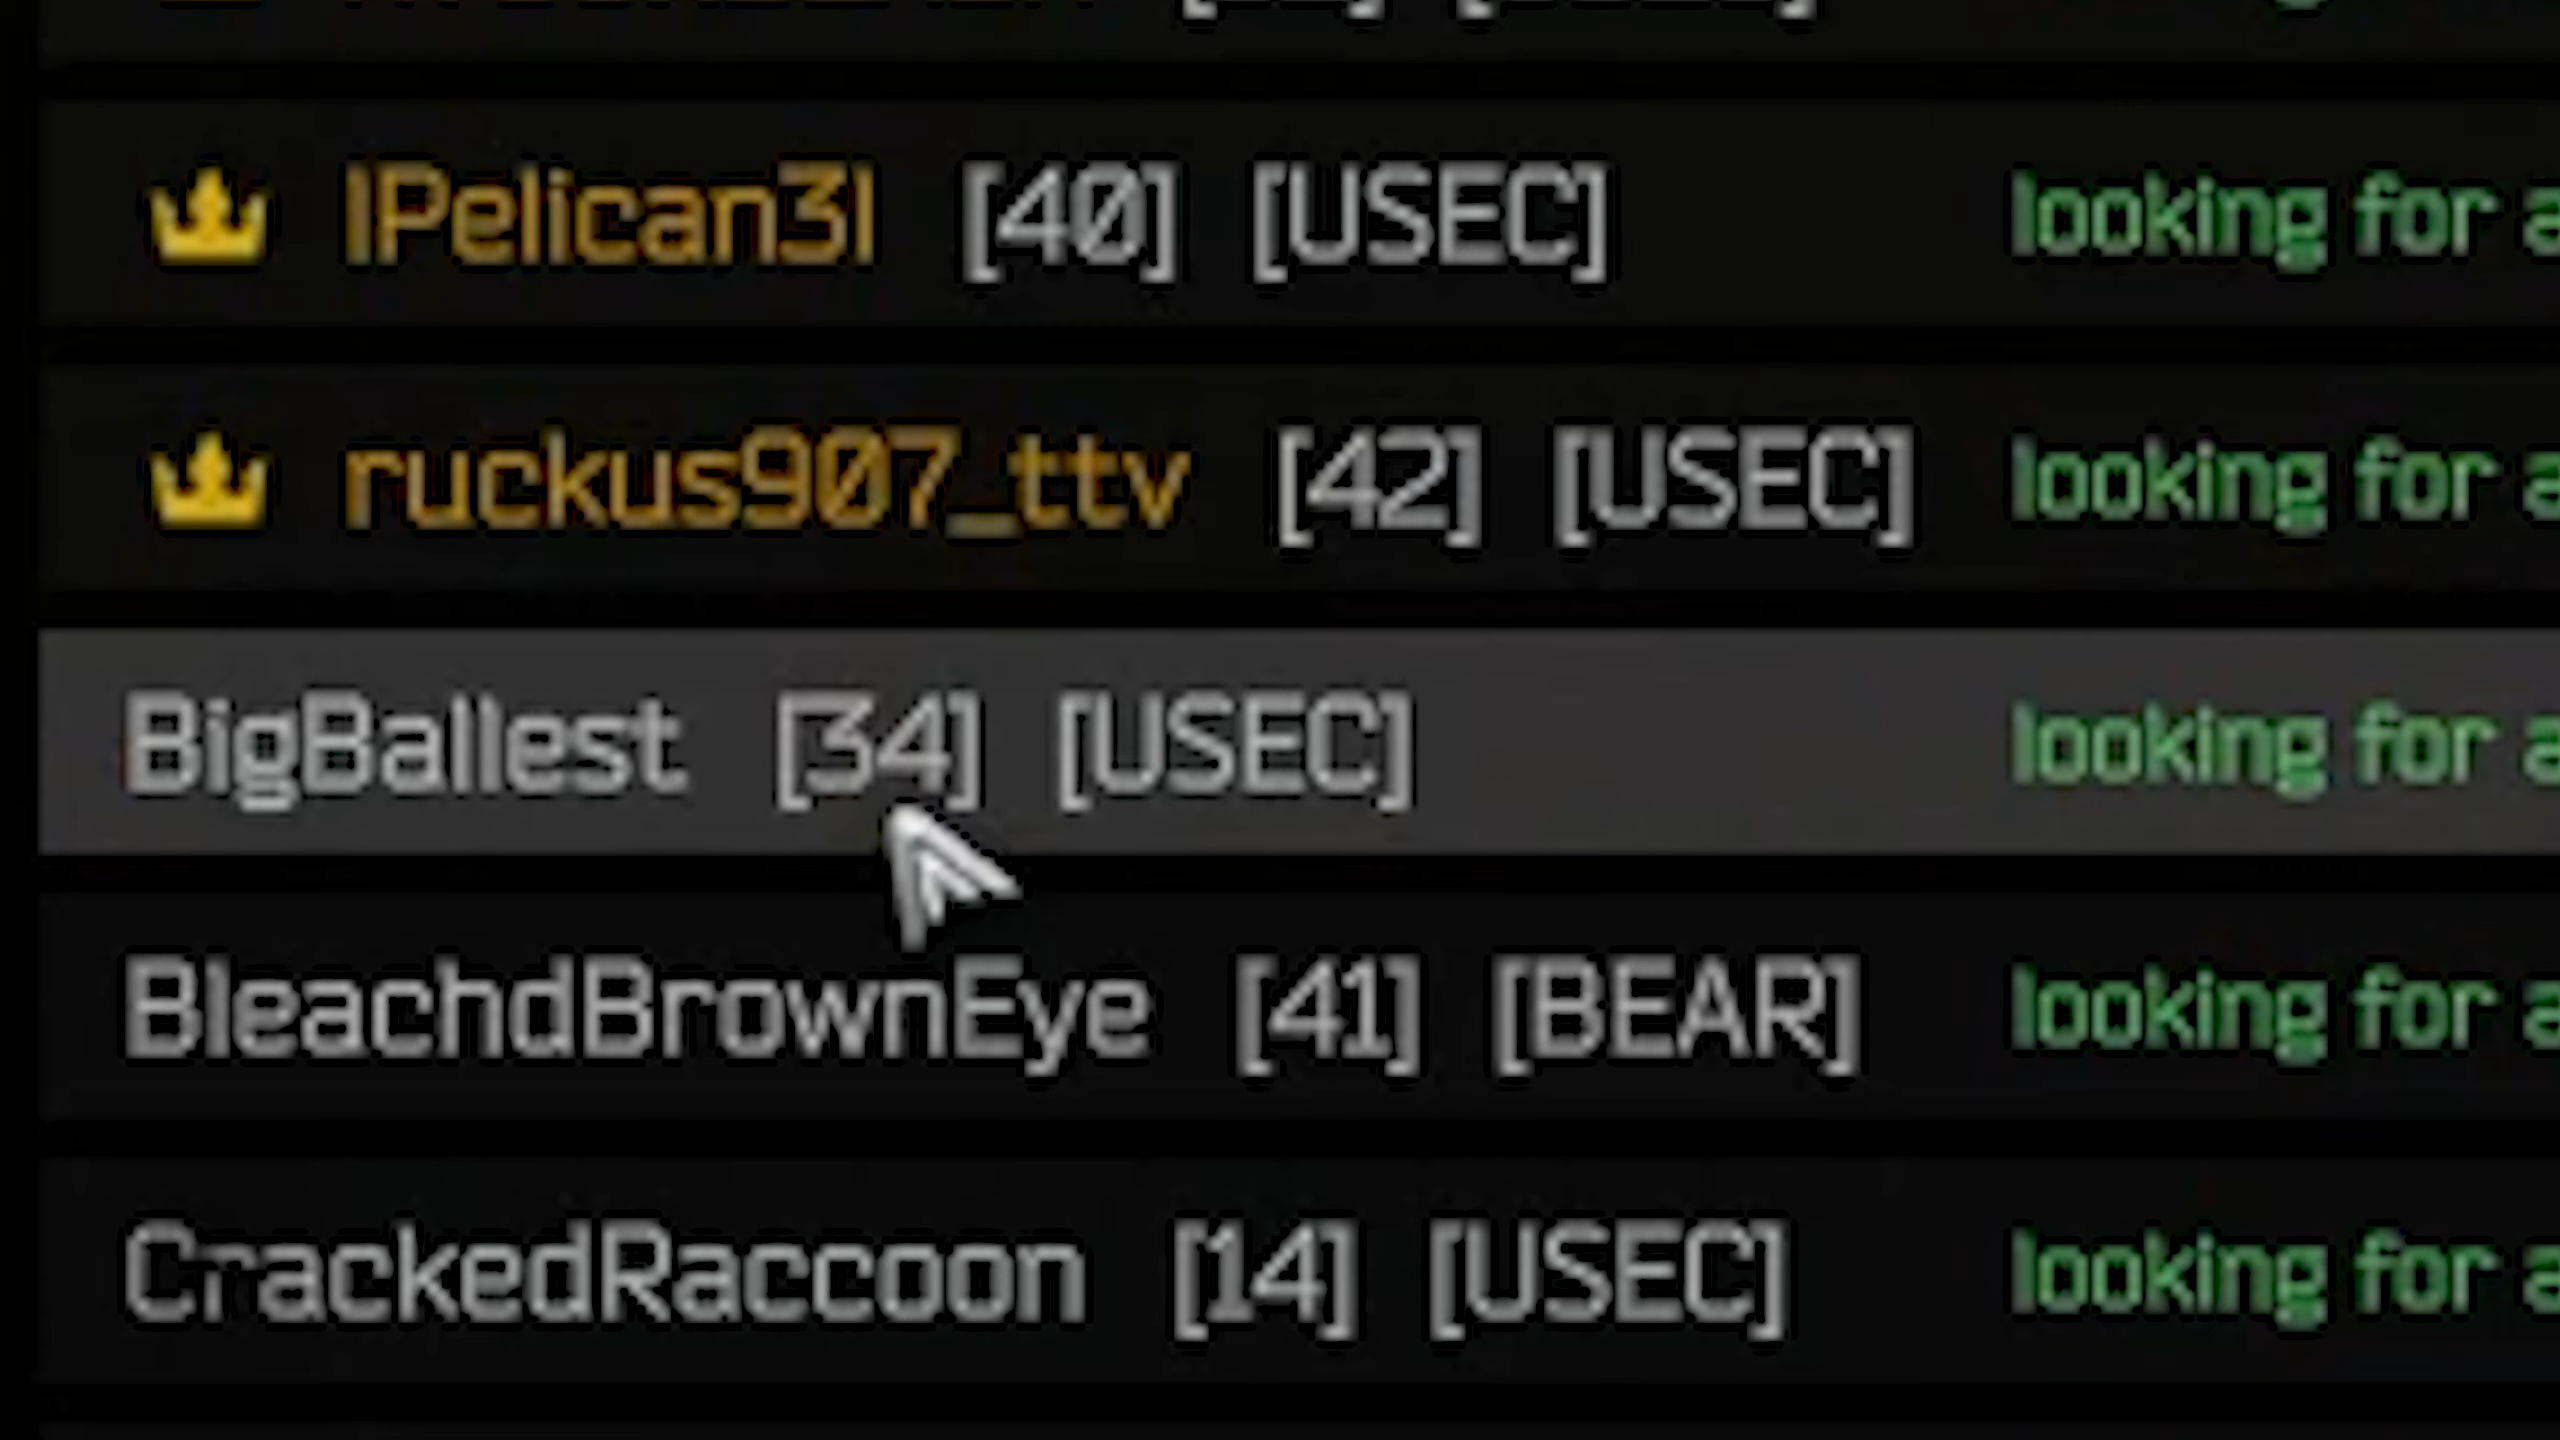 lPelican3l [40] [USEC] looking for a
ruckus907_ttv [42] [USEC] looking for a
BigBallest [34] [USEC] looking for a
BleachdBrownEye [41] [BEAR] looking for a
CrackedRaccoon [14] [USEC] looking for a